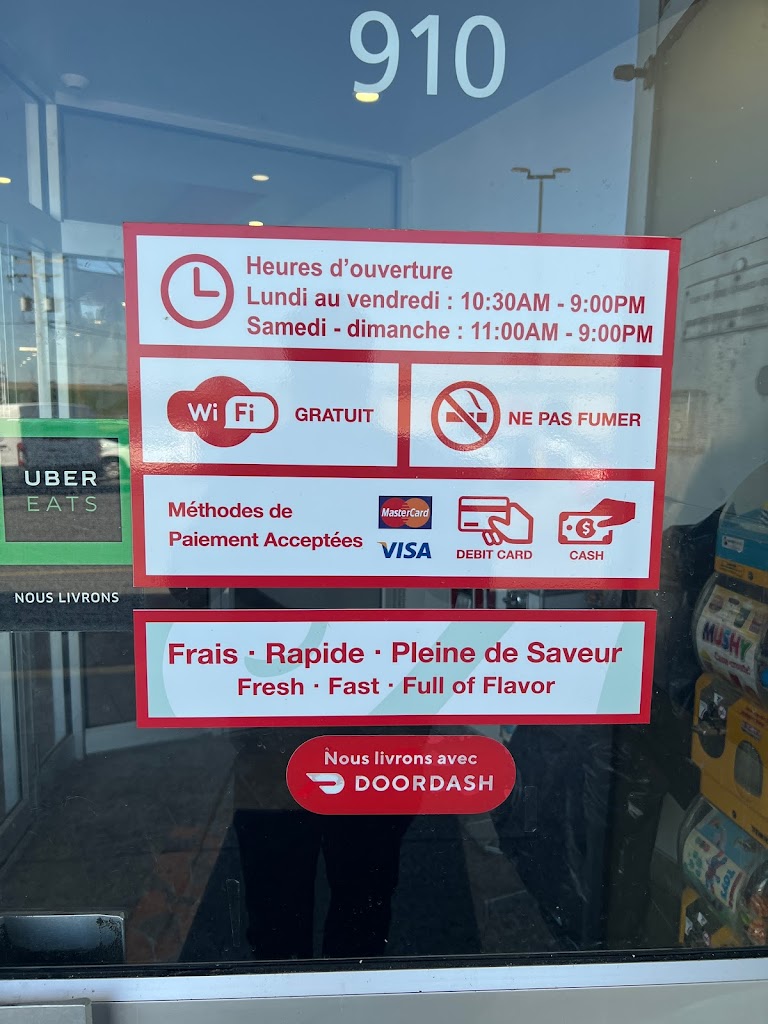 910
Heures d'ouverture
Lundi au vendredi : 10:30AM - 9:00PM
Samedi - dimanche : 11:00AM - 9:00PM
Wi Fi GRATUIT
NE PAS FUMER
Méthodes de
Paiement Acceptées
MasterCard
VISA
DEBIT CARD
CASH
UBER
EATS
NOUS LIVRONS
Frais · Rapide · Pleine de Saveur
Fresh · Fast · Full of Flavor
Nous livrons avec
DOORDASH
MUSHY